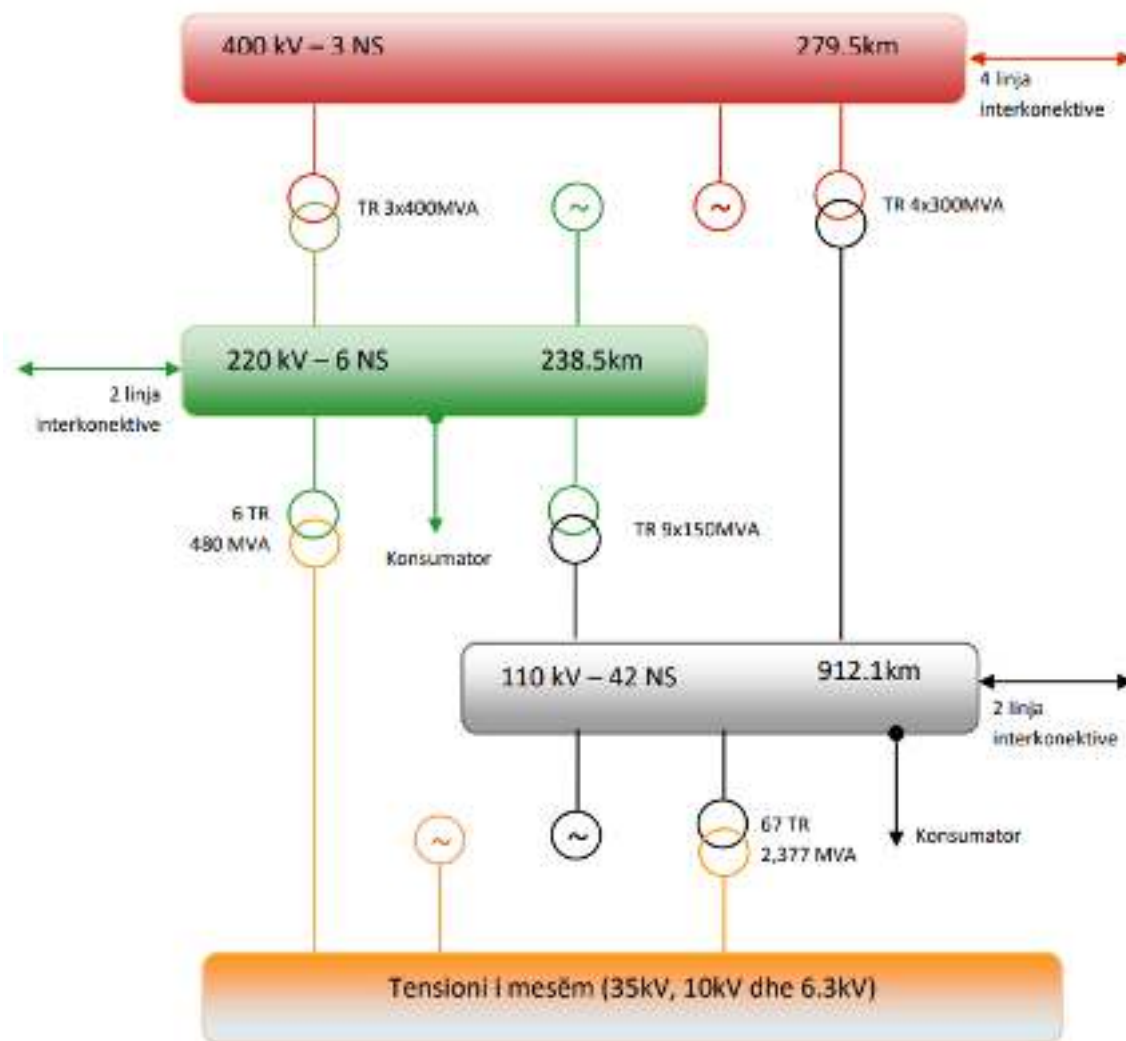 400 kV – 3 NS 279.5km
4 linja
interkonektive
TR 3x400MVA
~
~
TR 4x300MVA
220 kV – 6 NS 238.5km
2 linja
interkonektive
6 TR
480 MVA
Konsumator
TR 9x150MVA
110 kV – 42 NS 912.1km
2 linja
interkonektive
~
~
67 TR
2,377 MVA
Konsumator
Tensioni i mesëm (35kV, 10kV dhe 6.3kV)